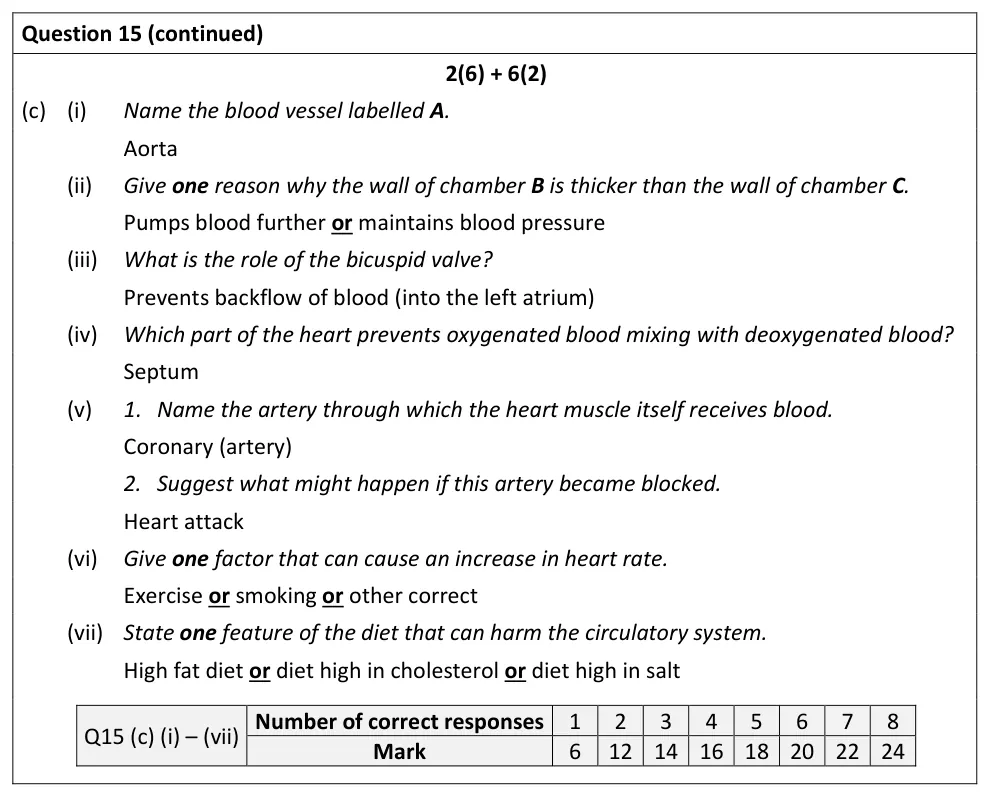 Question 15 (continued)
2(6) + 6(2)
(c) (i) Name the blood vessel labelled A.
Aorta
(ii) Give one reason why the wall of chamber B is thicker than the wall of chamber C.
Pumps blood further or maintains blood pressure
(iii) What is the role of the bicuspid valve?
Prevents backflow of blood (into the left atrium)
(iv) Which part of the heart prevents oxygenated blood mixing with deoxygenated blood?
Septum
(v) 1. Name the artery through which the heart muscle itself receives blood.
Coronary (artery)
2. Suggest what might happen if this artery became blocked.
Heart attack
(vi) Give one factor that can cause an increase in heart rate.
Exercise or smoking or other correct
(vii) State one feature of the diet that can harm the circulatory system.
High fat diet or diet high in cholesterol or diet high in salt
Q15 (c) (i) – (vii)
Number of correct responses 1 2 3 4 5 6 7 8
Mark 6 12 14 16 18 20 22 24